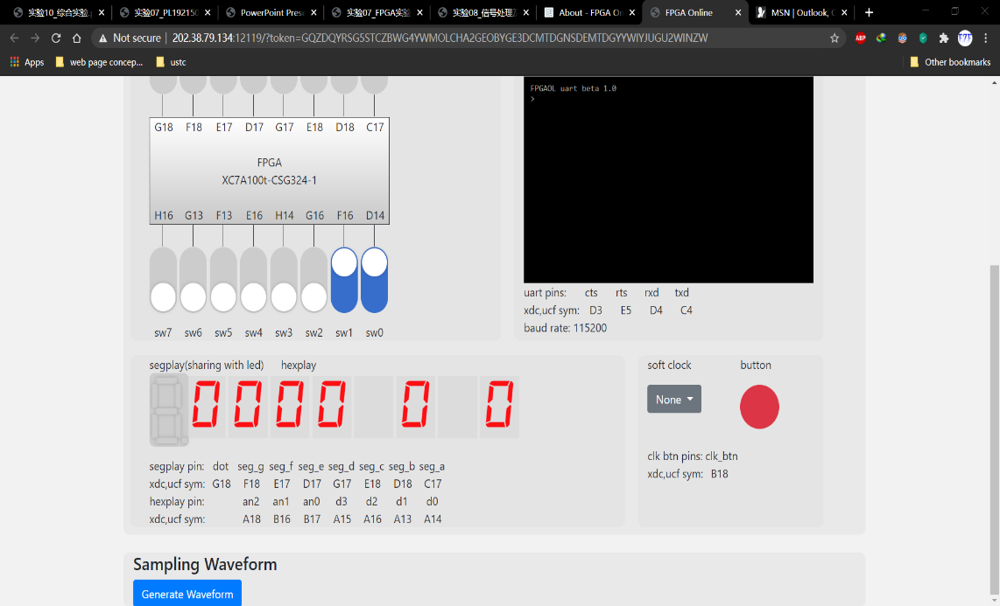 实验10_综合实验.
实验07_PL192150
PowerPoint Pres
实验07_FPGA实验
实验08_信号处理及
About - FPGA On
FPGA Online
MSN | Outlook, O
Not secure | 202.38.79.134:12119/?token=GQZDQYRSG5STCZBWG4YWMOLCHA2GEOBYGE3DCMTDGNSDEMTDGYYWIYJUGU2WINZW
ABP
Apps web page concep... ustc Other bookmarks
G18 F18 E17 D17 G17 E18 D18 C17
FPGA
XC7A100t-CSG324-1
H16 G13 F13 E16 H14 G16 F16 D14
sw7 sw6 sw5 sw4 sw3 sw2 sw1 sw0
FPGAOL uart beta 1.0
>
uart pins: cts rts rxd txd
xdc,ucf sym: D3 E5 D4 C4
baud rate: 115200
segplay(sharing with led) hexplay
0 0 0 0 0 0
segplay pin: dot seg_g seg_f seg_e seg_d seg_c seg_b seg_a
xdc,ucf sym: G18 F18 E17 D17 G17 E18 D18 C17
hexplay pin: an2 an1 an0 d3 d2 d1 d0
xdc,ucf sym: A18 B16 B17 A15 A16 A13 A14
soft clock button
None
clk btn pins: clk_btn
xdc,ucf sym: B18
Sampling Waveform
Generate Waveform